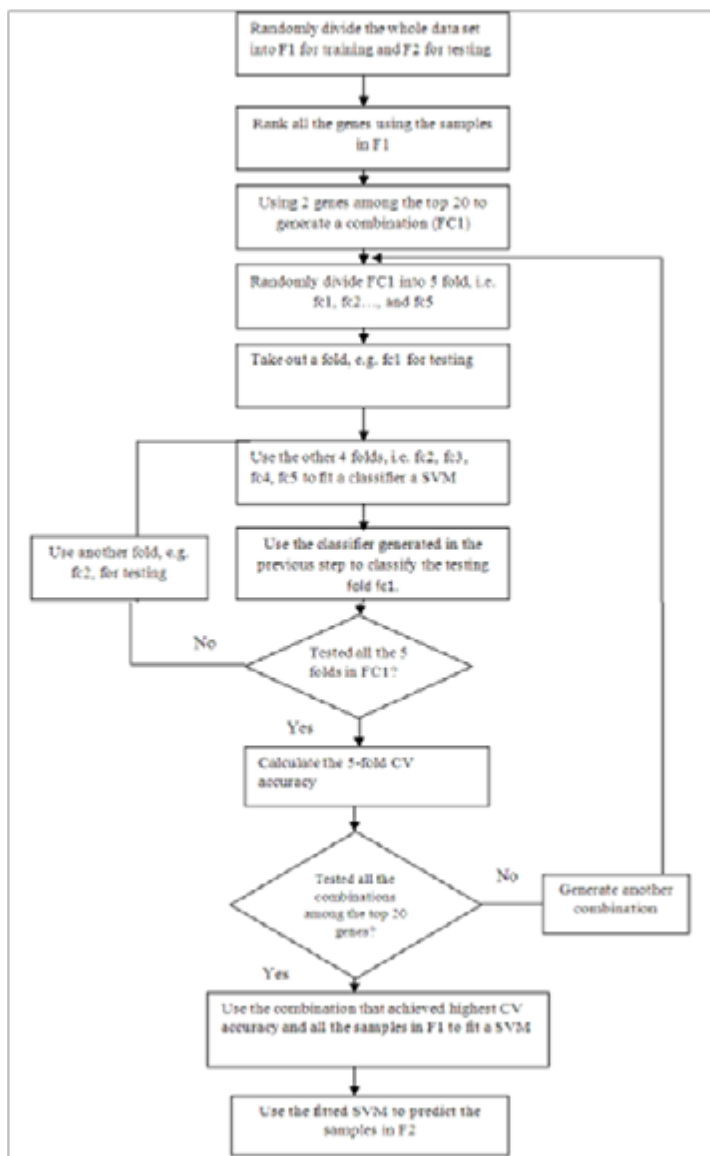 Randomly divide the whole data set
into F1 for training and F2 for testing
Rank all the genes using the samples
in F1
Using 2 genes among the top 20 to
generate a combination (FC1)
Randomly divide FC1 into 5 fold, i.e.
fc1, fc2…, and fc5
Take out a fold, e.g. fc1 for testing
Use the other 4 folds, i.e. fc2, fc3,
fc4, fc5 to fit a classifier a SVM
Use another fold, e.g.
fc2, for testing
Use the classifier generated in the
previous step to classify the testing
fold fc1.
No
Tested all the 5
folds in FC1?
Yes
Calculate the 5-fold CV
accuracy
Tested all the
combinations
among the top 20
genes?
No
Generate another
combination
Yes
Use the combination that achieved highest CV
accuracy and all the samples in F1 to fit a SVM
Use the fitted SVM to predict the
samples in F2